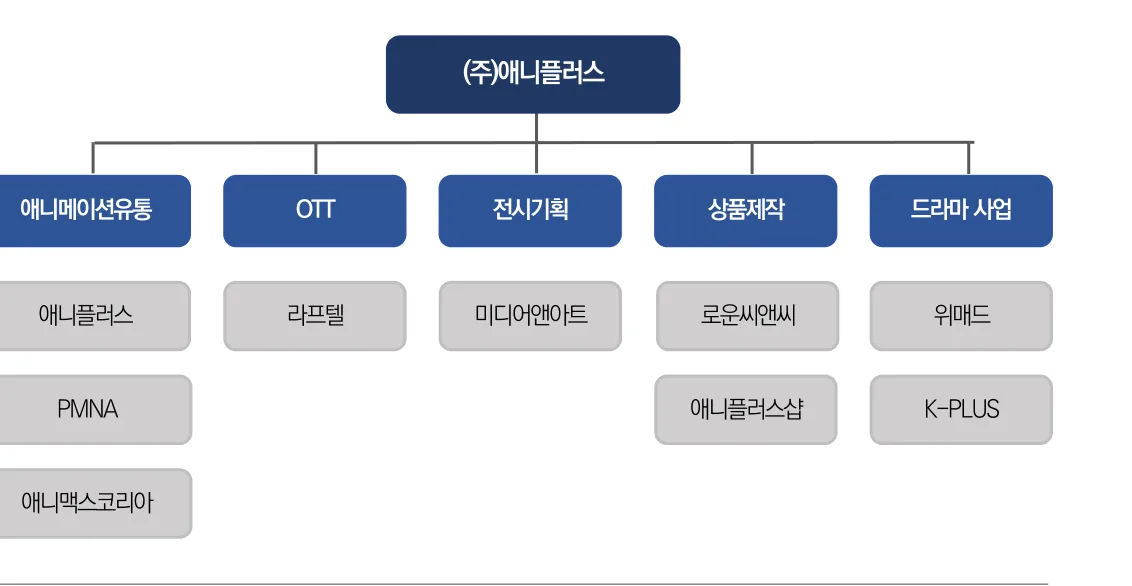 (주)애니플러스
애니메이션유통
OTT
전시기획
상품제작
드라마 사업
애니플러스
라프텔
미디어앤아트
로운씨앤씨
위매드
PMNA
애니플러스샵
K-PLUS
애니맥스코리아